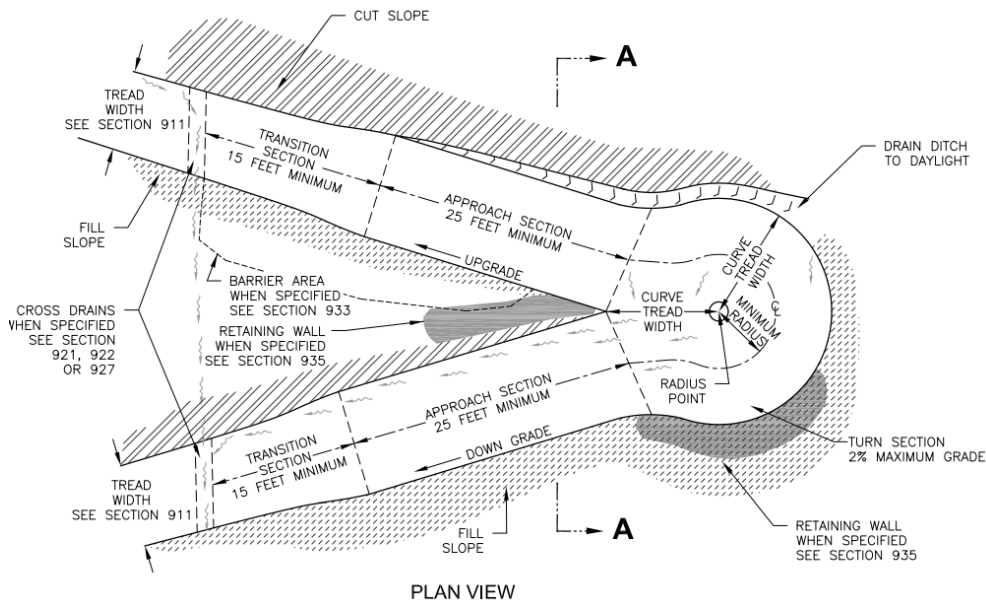 CUT SLOPE
A
TREAD
WIDTH
SEE SECTION 911
TRANSITION
SECTION
15 FEET MINIMUM
DRAIN DITCH
TO DAYLIGHT
APPROACH SECTION
25 FEET MINIMUM
FILL
SLOPE
UPGRADE
CURVE
TREAD
WIDTH
BARRIER AREA
WHEN SPECIFIED
SEE SECTION 933
CURVE
TREAD
WIDTH
℄
MINIMUM
RADIUS
CROSS DRAINS
WHEN SPECIFIED
SEE SECTION
921, 922
OR 927
RETAINING WALL
WHEN SPECIFIED
SEE SECTION 935
RADIUS
POINT
APPROACH SECTION
25 FEET MINIMUM
TRANSITION
SECTION
15 FEET MINIMUM
DOWN GRADE
TURN SECTION
2% MAXIMUM GRADE
TREAD
WIDTH
SEE SECTION 911
FILL
SLOPE
A
RETAINING WALL
WHEN SPECIFIED
SEE SECTION 935
PLAN VIEW